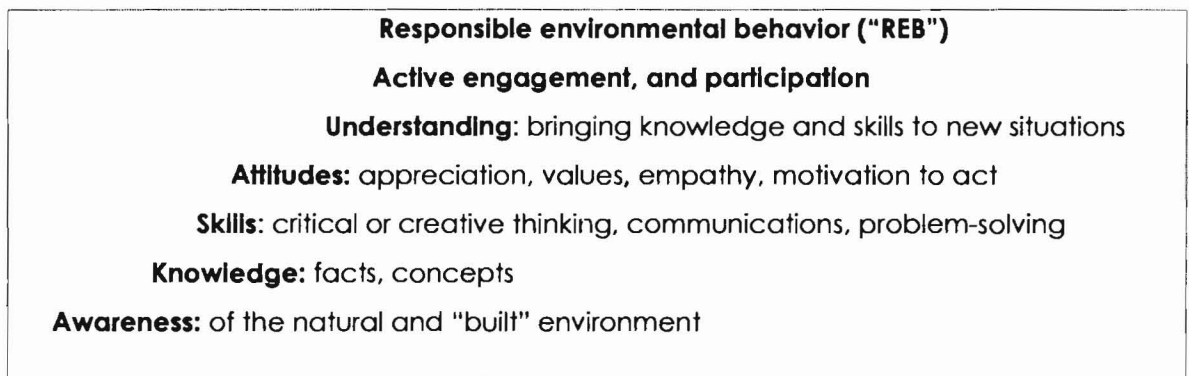 Responsible environmental behavior ("REB")
Active engagement, and participation
Understanding: bringing knowledge and skills to new situations
Attitudes: appreciation, values, empathy, motivation to act
Skills: critical or creative thinking, communications, problem-solving
Knowledge: facts, concepts
Awareness: of the natural and "built" environment